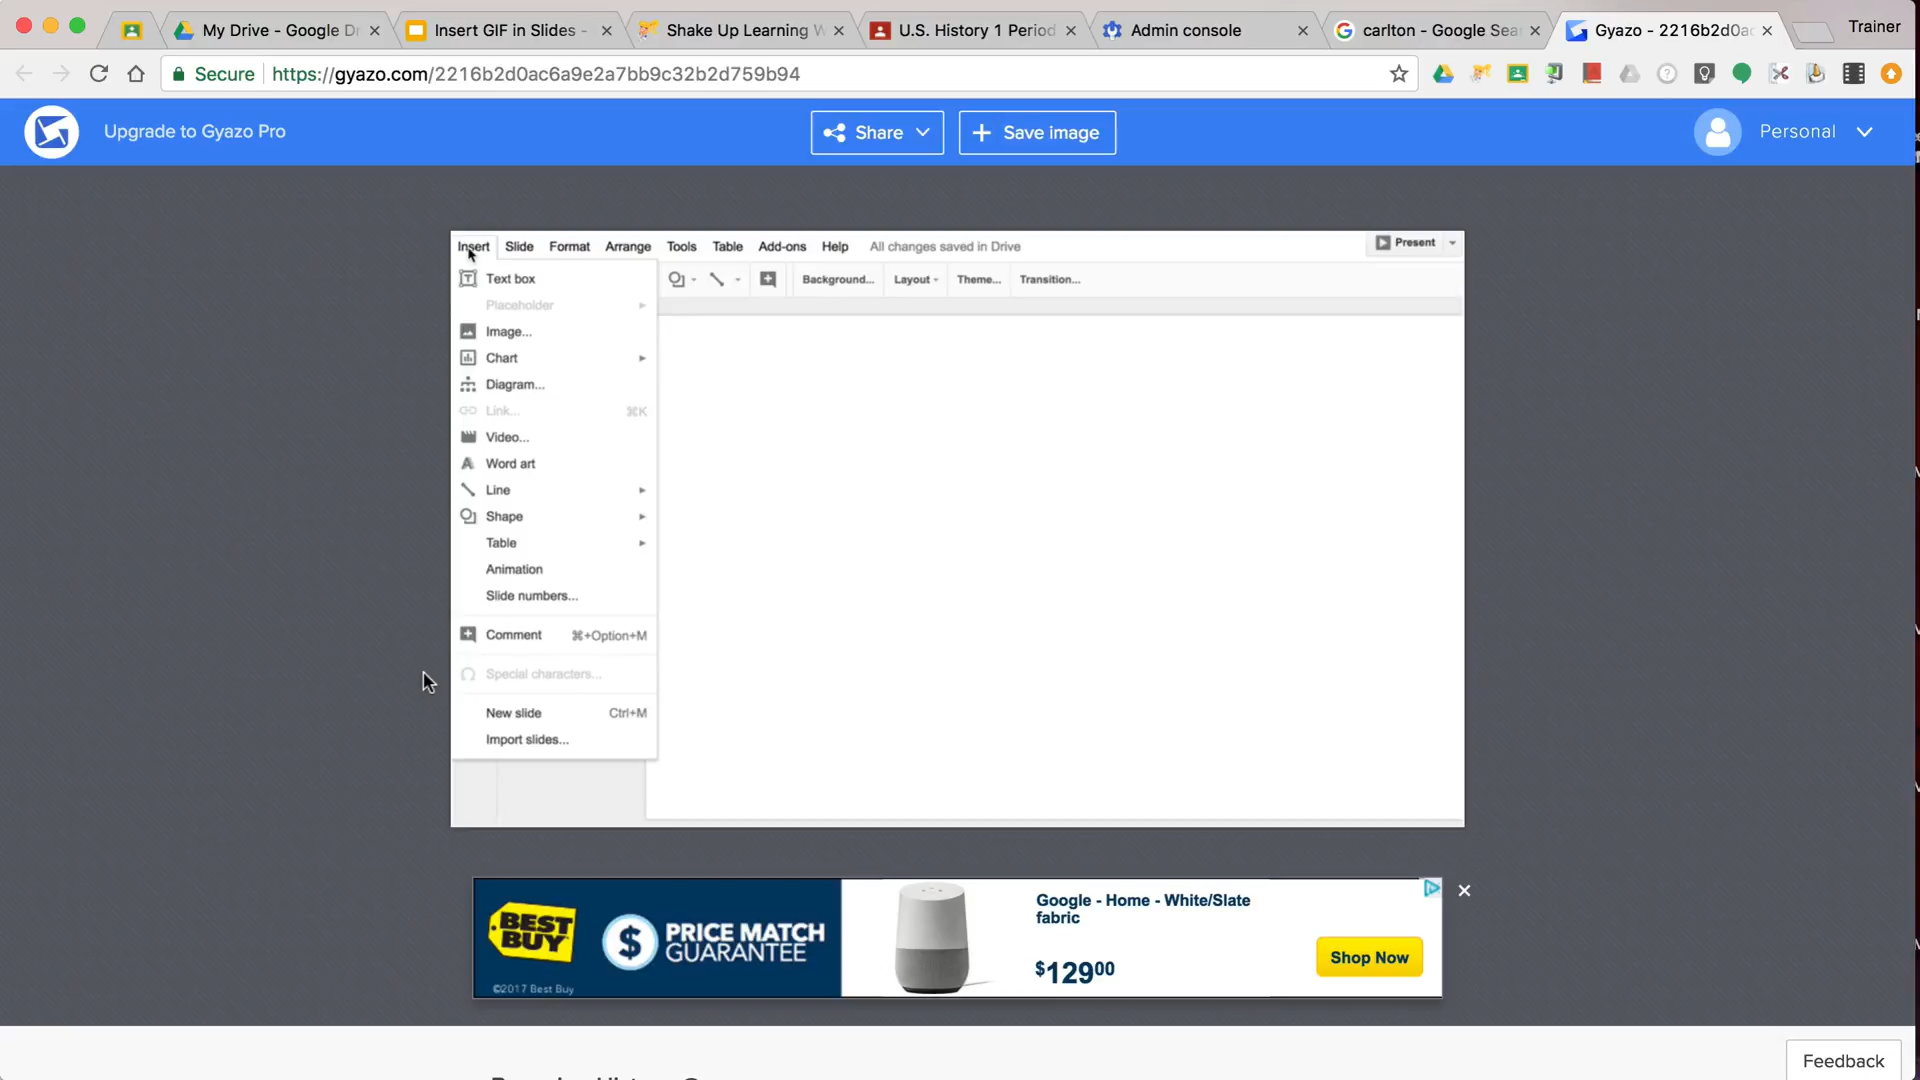 My Drive - Google Dr
Insert GIF in Slides -
Shake Up Learning W
U.S. History 1 Period
Admin console
carlton - Google Sea
Gyazo - 2216b2d0ac
Trainer
Secure
https://gyazo.com/2216b2d0ac6a9e2a7bb9c32b2d759b94
Upgrade to Gyazo Pro
Share
Save image
Personal
Insert Slide Format Arrange Tools Table Add-ons Help All changes saved in Drive
Present
Text box
Background... Layout Theme... Transition...
Placeholder
Image...
Chart
Diagram...
Link... ⌘K
Video...
Word art
Line
Shape
Table
Animation
Slide numbers...
Comment ⌘+Option+M
Special characters...
New slide Ctrl+M
Import slides...
BEST BUY
$ PRICE MATCH GUARANTEE
©2017 Best Buy
Google - Home - White/Slate
fabric
$129⁰⁰
Shop Now
Feedback